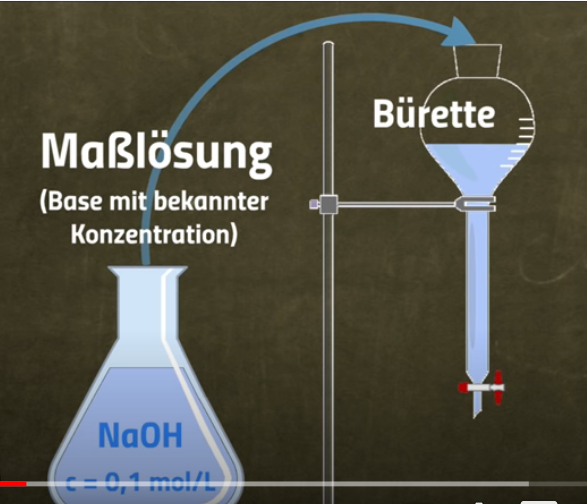 Bürette
Maßlösung
(Base mit bekannter
Konzentration)
NaOH
c = 0,1 mol/L